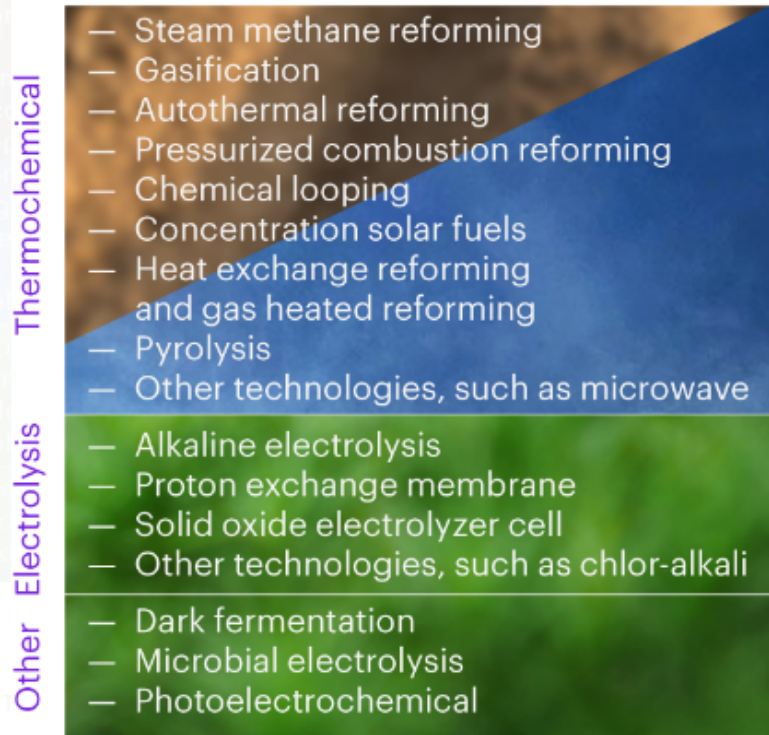 Thermochemical
— Steam methane reforming
— Gasification
— Autothermal reforming
— Pressurized combustion reforming
— Chemical looping
— Concentration solar fuels
— Heat exchange reforming
and gas heated reforming
— Pyrolysis
— Other technologies, such as microwave
Electrolysis
— Alkaline electrolysis
— Proton exchange membrane
— Solid oxide electrolyzer cell
— Other technologies, such as chlor-alkali
Other
— Dark fermentation
— Microbial electrolysis
— Photoelectrochemical